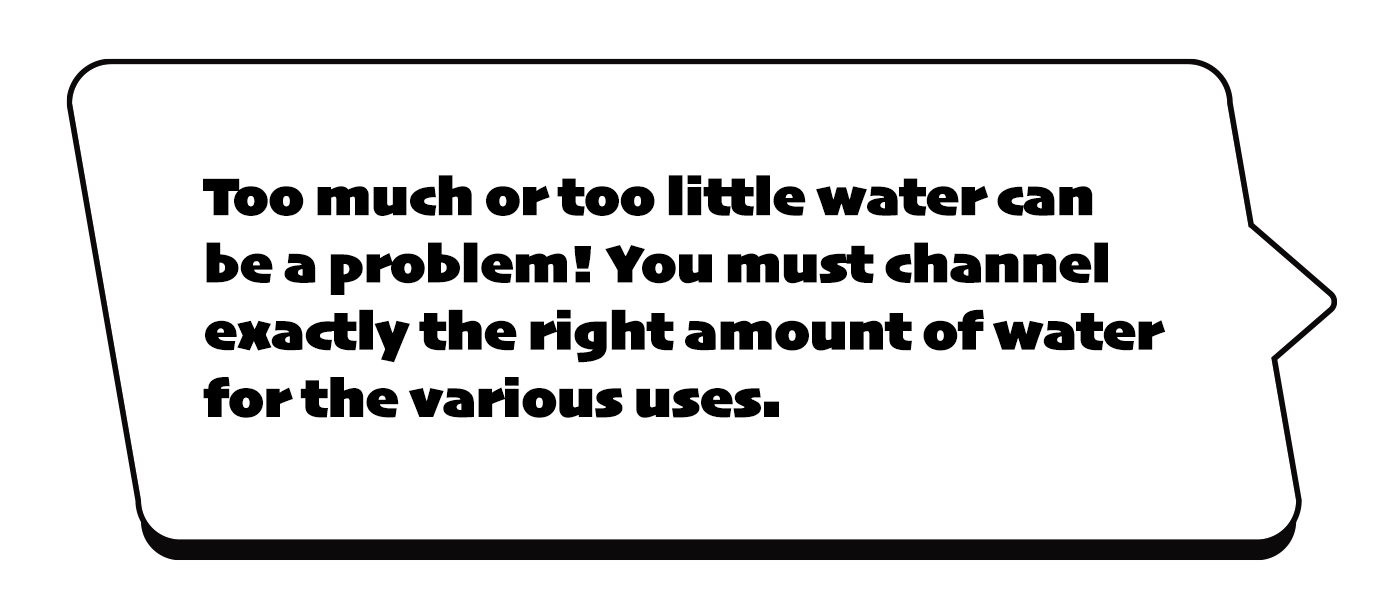 Too much or too little water can
be a problem! You must channel
exactly the right amount of water
for the various uses.